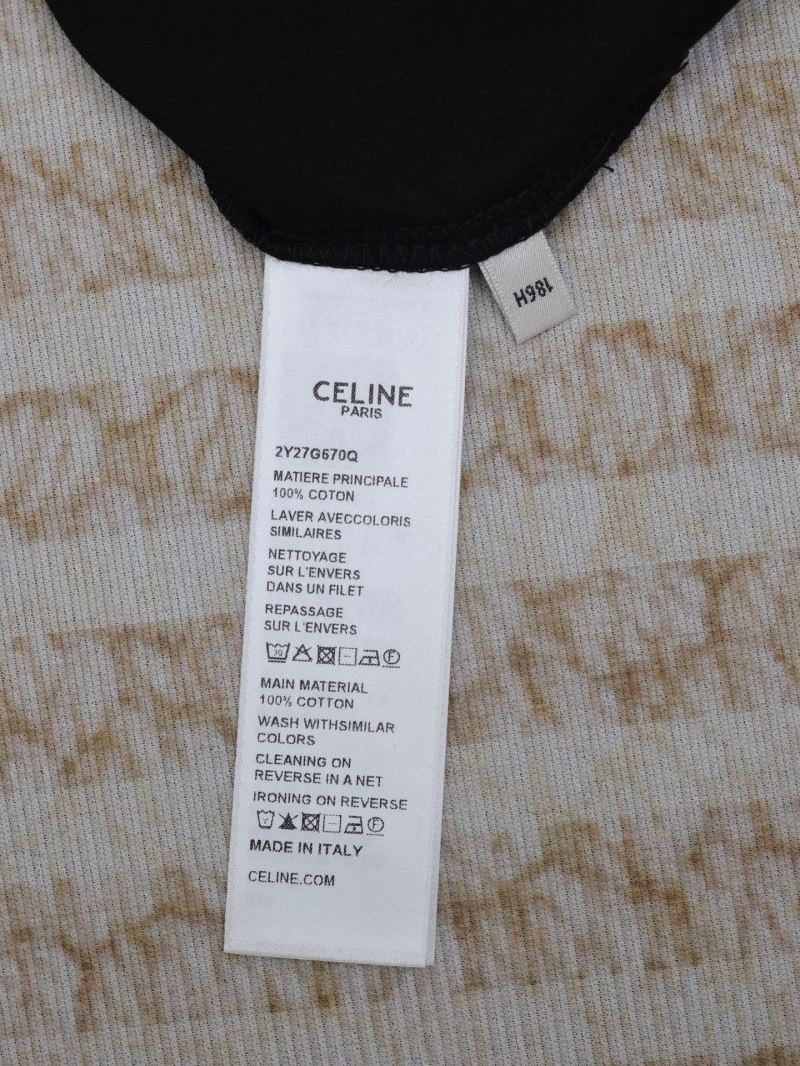 CELINE
PARIS
2Y27G670Q
MATIERE PRINCIPALE
100% COTON
LAVER AVECCOLORIS
SIMILAIRES
NETTOYAGE
SUR L'ENVERS
DANS UN FILET
REPASSAGE
SUR L'ENVERS
30
F
MAIN MATERIAL
100% COTTON
WASH WITHSIMILAR
COLORS
CLEANING ON
REVERSE IN A NET
IRONING ON REVERSE
F
MADE IN ITALY
CELINE.COM
186H